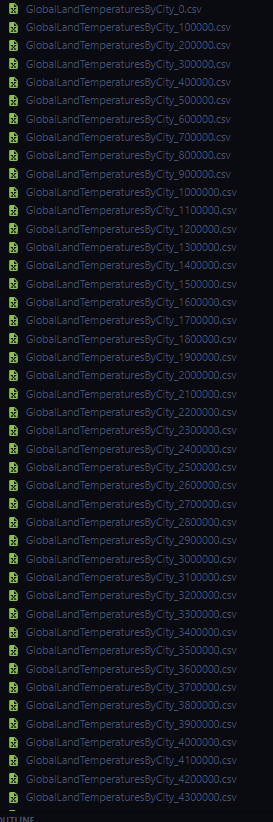 GlobalLandTemperaturesByCity_0.csv
GlobalLandTemperaturesByCity_100000.csv
GlobalLandTemperaturesByCity_200000.csv
GlobalLandTemperaturesByCity_300000.csv
GlobalLandTemperaturesByCity_400000.csv
GlobalLandTemperaturesByCity_500000.csv
GlobalLandTemperaturesByCity_600000.csv
GlobalLandTemperaturesByCity_700000.csv
GlobalLandTemperaturesByCity_800000.csv
GlobalLandTemperaturesByCity_900000.csv
GlobalLandTemperaturesByCity_1000000.csv
GlobalLandTemperaturesByCity_1100000.csv
GlobalLandTemperaturesByCity_1200000.csv
GlobalLandTemperaturesByCity_1300000.csv
GlobalLandTemperaturesByCity_1400000.csv
GlobalLandTemperaturesByCity_1500000.csv
GlobalLandTemperaturesByCity_1600000.csv
GlobalLandTemperaturesByCity_1700000.csv
GlobalLandTemperaturesByCity_1800000.csv
GlobalLandTemperaturesByCity_1900000.csv
GlobalLandTemperaturesByCity_2000000.csv
GlobalLandTemperaturesByCity_2100000.csv
GlobalLandTemperaturesByCity_2200000.csv
GlobalLandTemperaturesByCity_2300000.csv
GlobalLandTemperaturesByCity_2400000.csv
GlobalLandTemperaturesByCity_2500000.csv
GlobalLandTemperaturesByCity_2600000.csv
GlobalLandTemperaturesByCity_2700000.csv
GlobalLandTemperaturesByCity_2800000.csv
GlobalLandTemperaturesByCity_2900000.csv
GlobalLandTemperaturesByCity_3000000.csv
GlobalLandTemperaturesByCity_3100000.csv
GlobalLandTemperaturesByCity_3200000.csv
GlobalLandTemperaturesByCity_3300000.csv
GlobalLandTemperaturesByCity_3400000.csv
GlobalLandTemperaturesByCity_3500000.csv
GlobalLandTemperaturesByCity_3600000.csv
GlobalLandTemperaturesByCity_3700000.csv
GlobalLandTemperaturesByCity_3800000.csv
GlobalLandTemperaturesByCity_3900000.csv
GlobalLandTemperaturesByCity_4000000.csv
GlobalLandTemperaturesByCity_4100000.csv
GlobalLandTemperaturesByCity_4200000.csv
GlobalLandTemperaturesByCity_4300000.csv